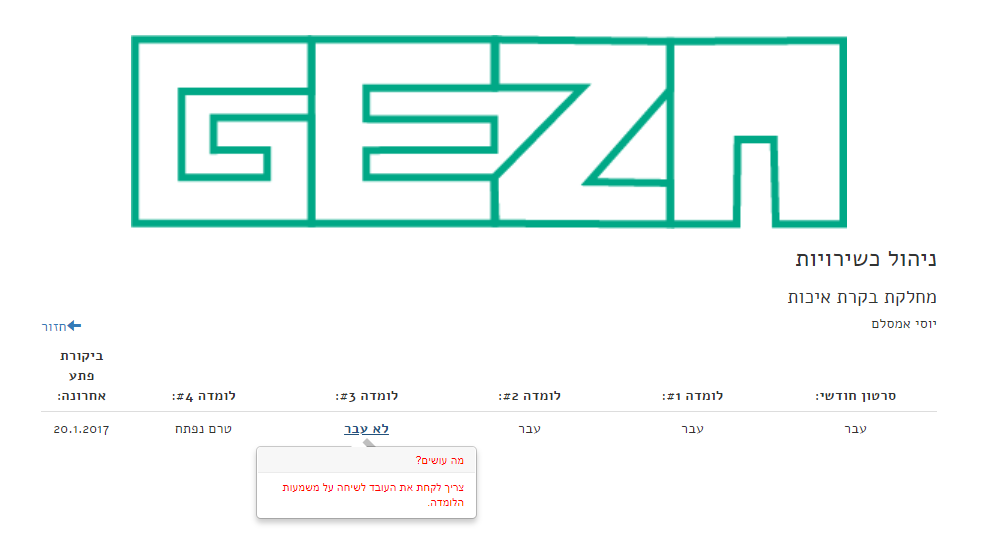 GEZA
ניהול כשירויות
מחלקת בקרת איכות
יוסי אמסלם
חזור
סרטון חודשי: לומדה #1: לומדה #2: לומדה #3: לומדה #4: ביקורת פתע אחרונה:
עבר עבר עבר לא עבר טרם נפתח 20.1.2017
מה עושים?
צריך לקחת את העובד לשיחה על משמעות
הלומדה.